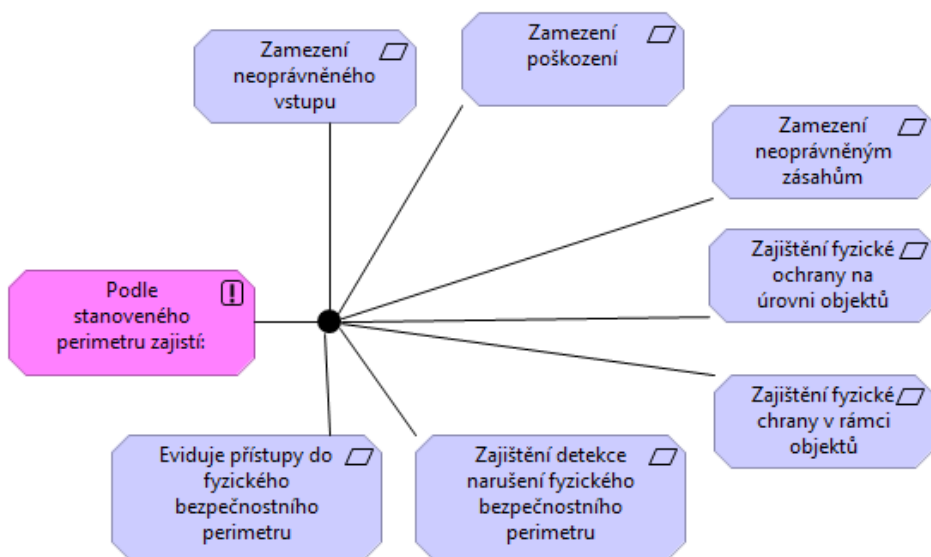 Zamezení
neoprávněného
vstupu
Zamezení
poškození
Zamezení
neoprávněným
zásahům
Zajištění fyzické
ochrany na
úrovni objektů
Podle
stanoveného
perimetru zajistí:
Zajištění fyzické
chrany v rámci
objektů
Eviduje přístupy do
fyzického
bezpečnostního
perimetru
Zajištění detekce
narušení fyzického
bezpečnostního
perimetru